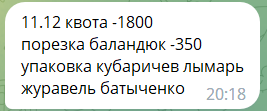 11.12 квота -1800
порезка баландюк -350
упаковка кубаричев лымарь
журавель батыченко
20:18